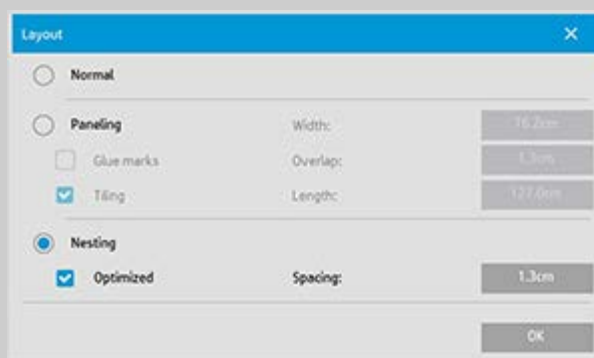 Layout
Normal
Paneling Width: 76.2cm
Glue marks Overlap: 1.3cm
Tiling Length: 127.0cm
Nesting
Optimized Spacing: 1.3cm
OK